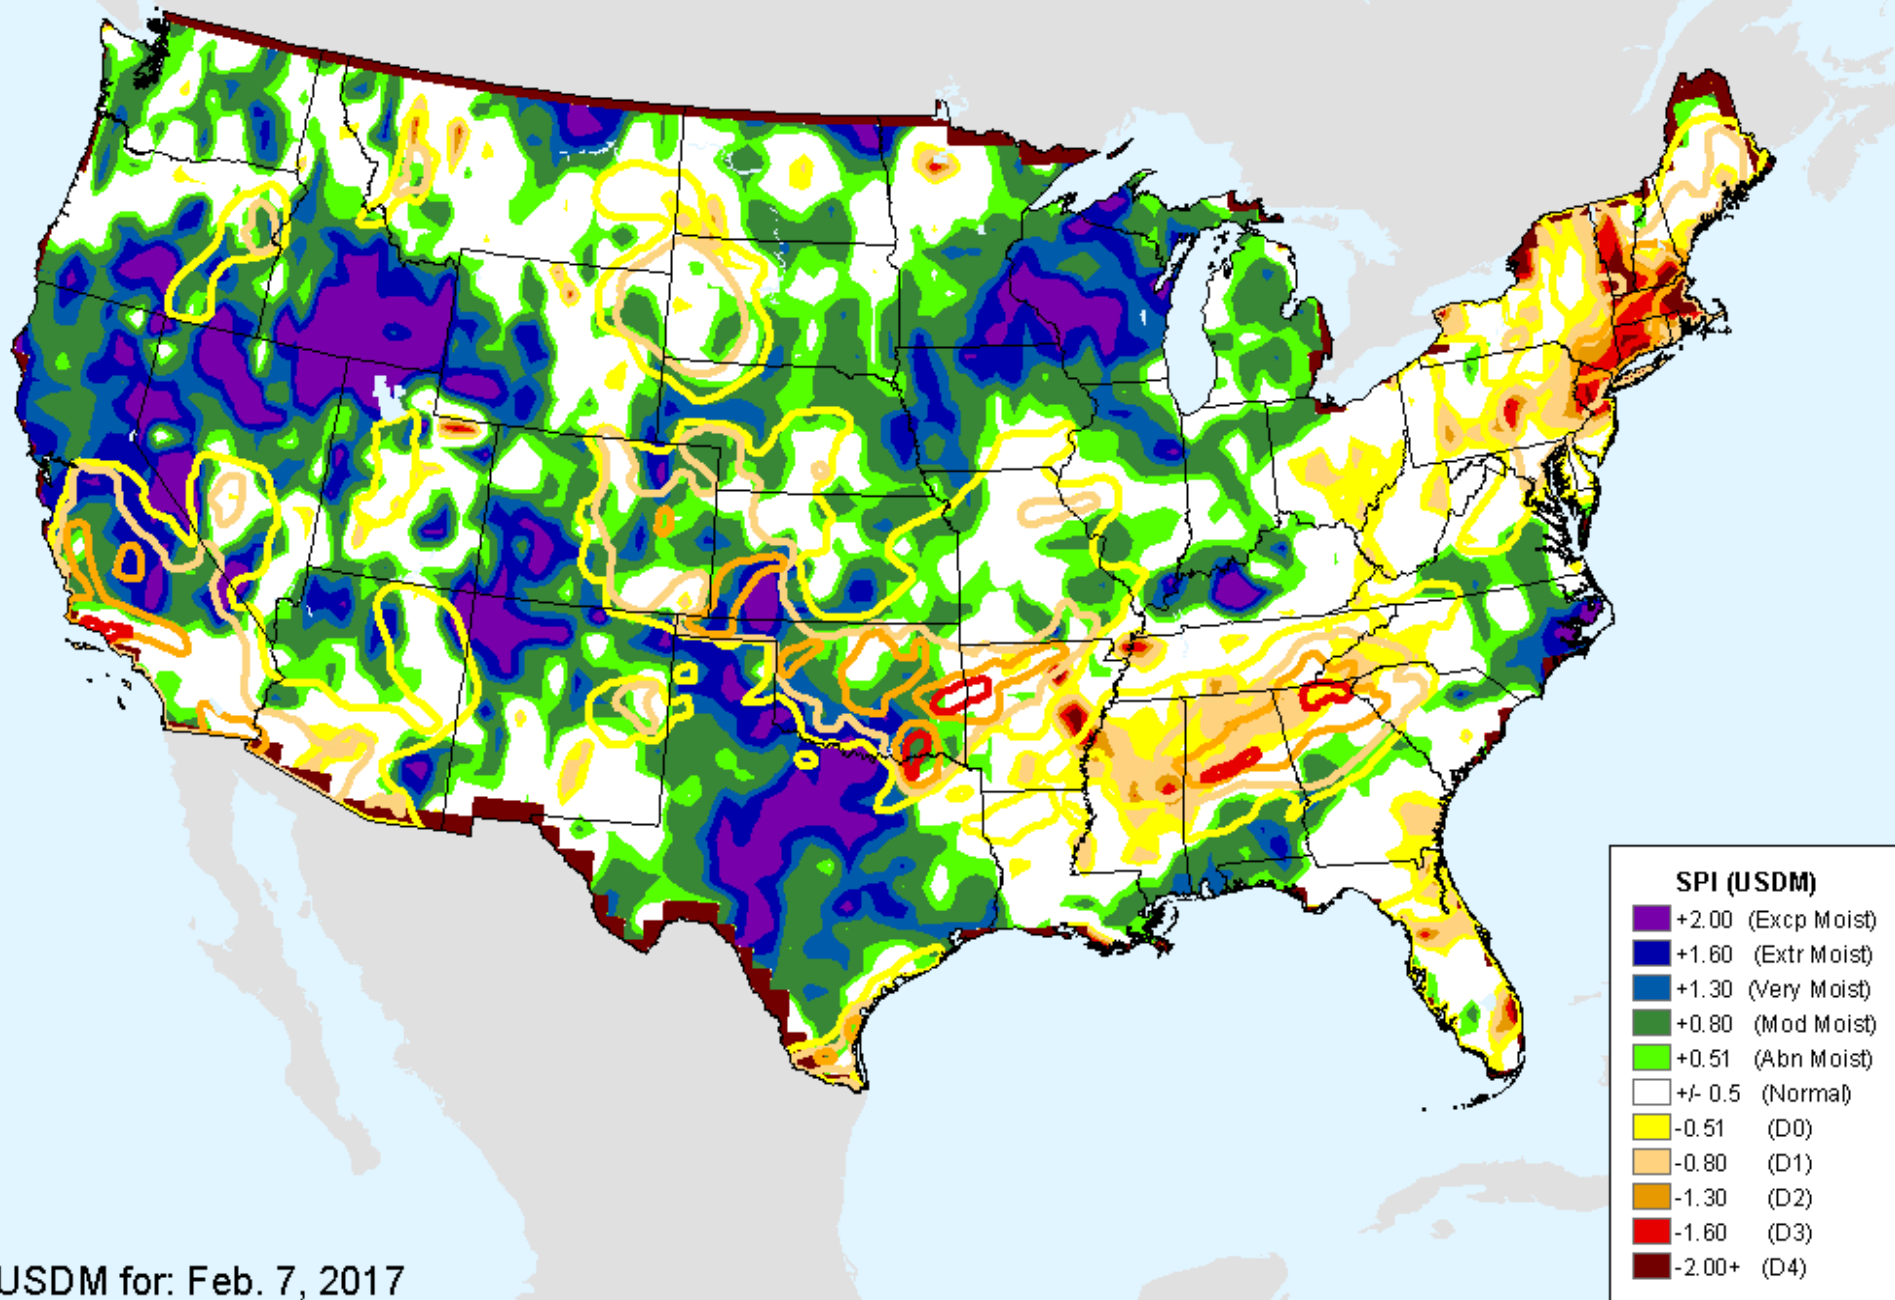 SPI (USDM)
+2.00 (Excp Moist)
+1.60 (Extr Moist)
+1.30 (Very Moist)
+0.80 (Mod Moist)
+0.51 (Abn Moist)
+/- 0.5 (Normal)
-0.51 (D0)
-0.80 (D1)
-1.30 (D2)
-1.60 (D3)
-2.00+ (D4)
USDM for: Feb. 7, 2017